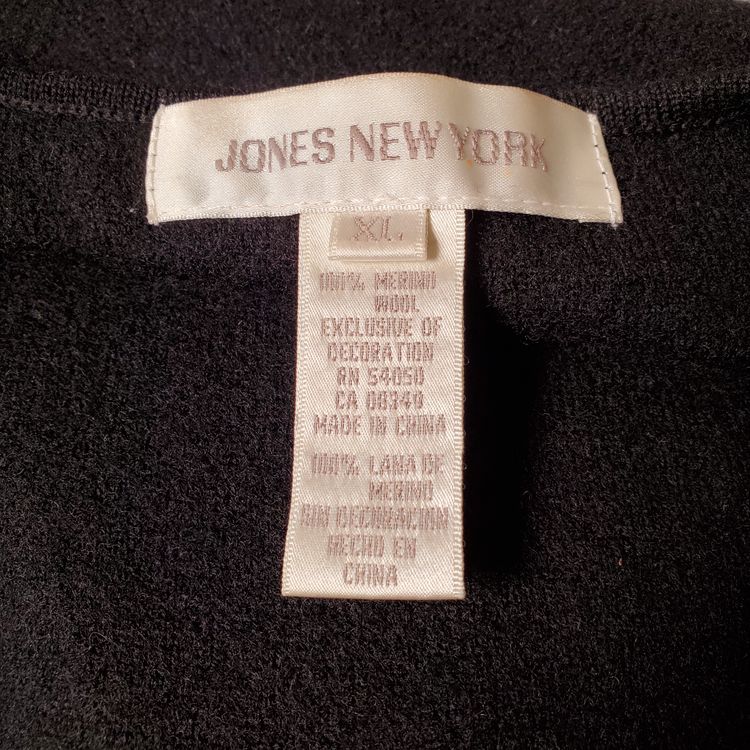 JONES NEW YORK
XL
100% MERINO
WOOL
EXCLUSIVE OF
DECORATION
RN 54050
CA 00340
MADE IN CHINA
100% LANA DE
MERINO
SIN DECORACION
HECHO EN
CHINA